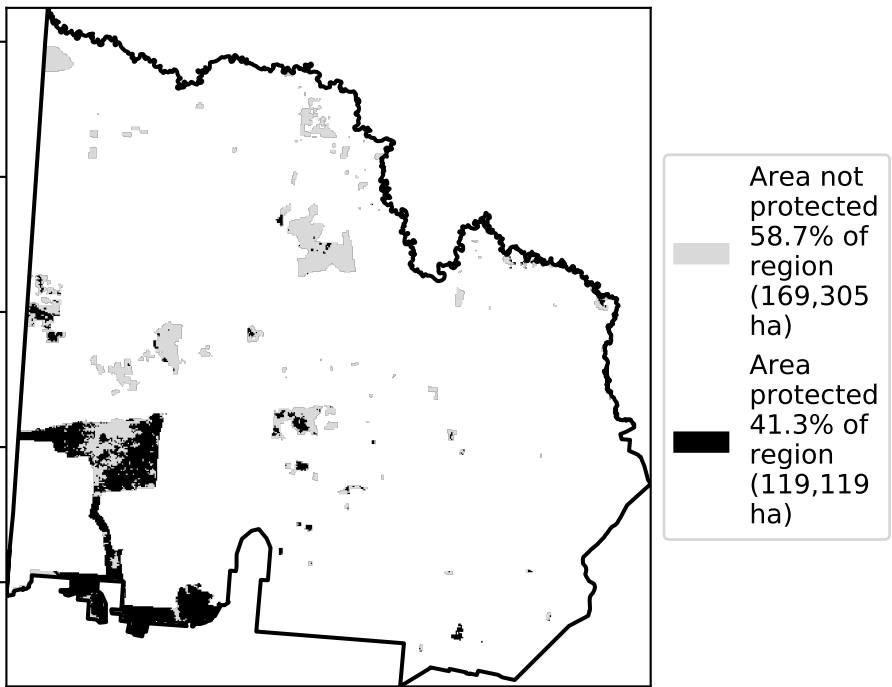 Area not
protected
58.7% of
region
(169,305
ha)
Area
protected
41.3% of
region
(119,119
ha)